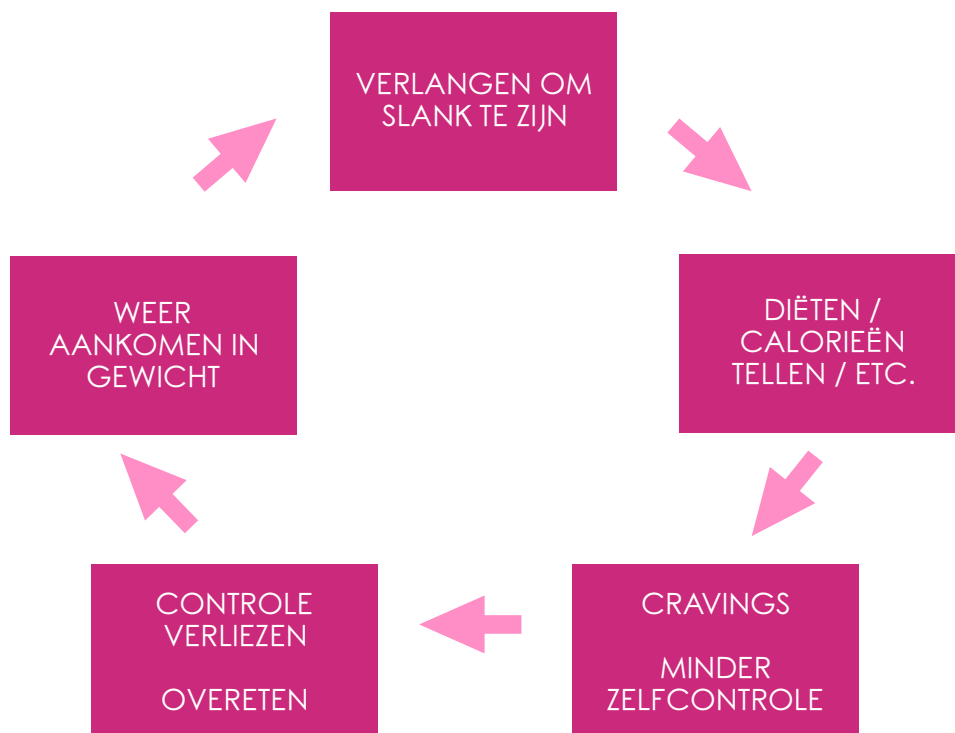 VERLANGEN OM
SLANK TE ZIJN
DIËTEN /
CALORIEËN
TELLEN / ETC.
CRAVINGS
MINDER
ZELFCONTROLE
CONTROLE
VERLIEZEN
OVERETEN
WEER
AANKOMEN IN
GEWICHT